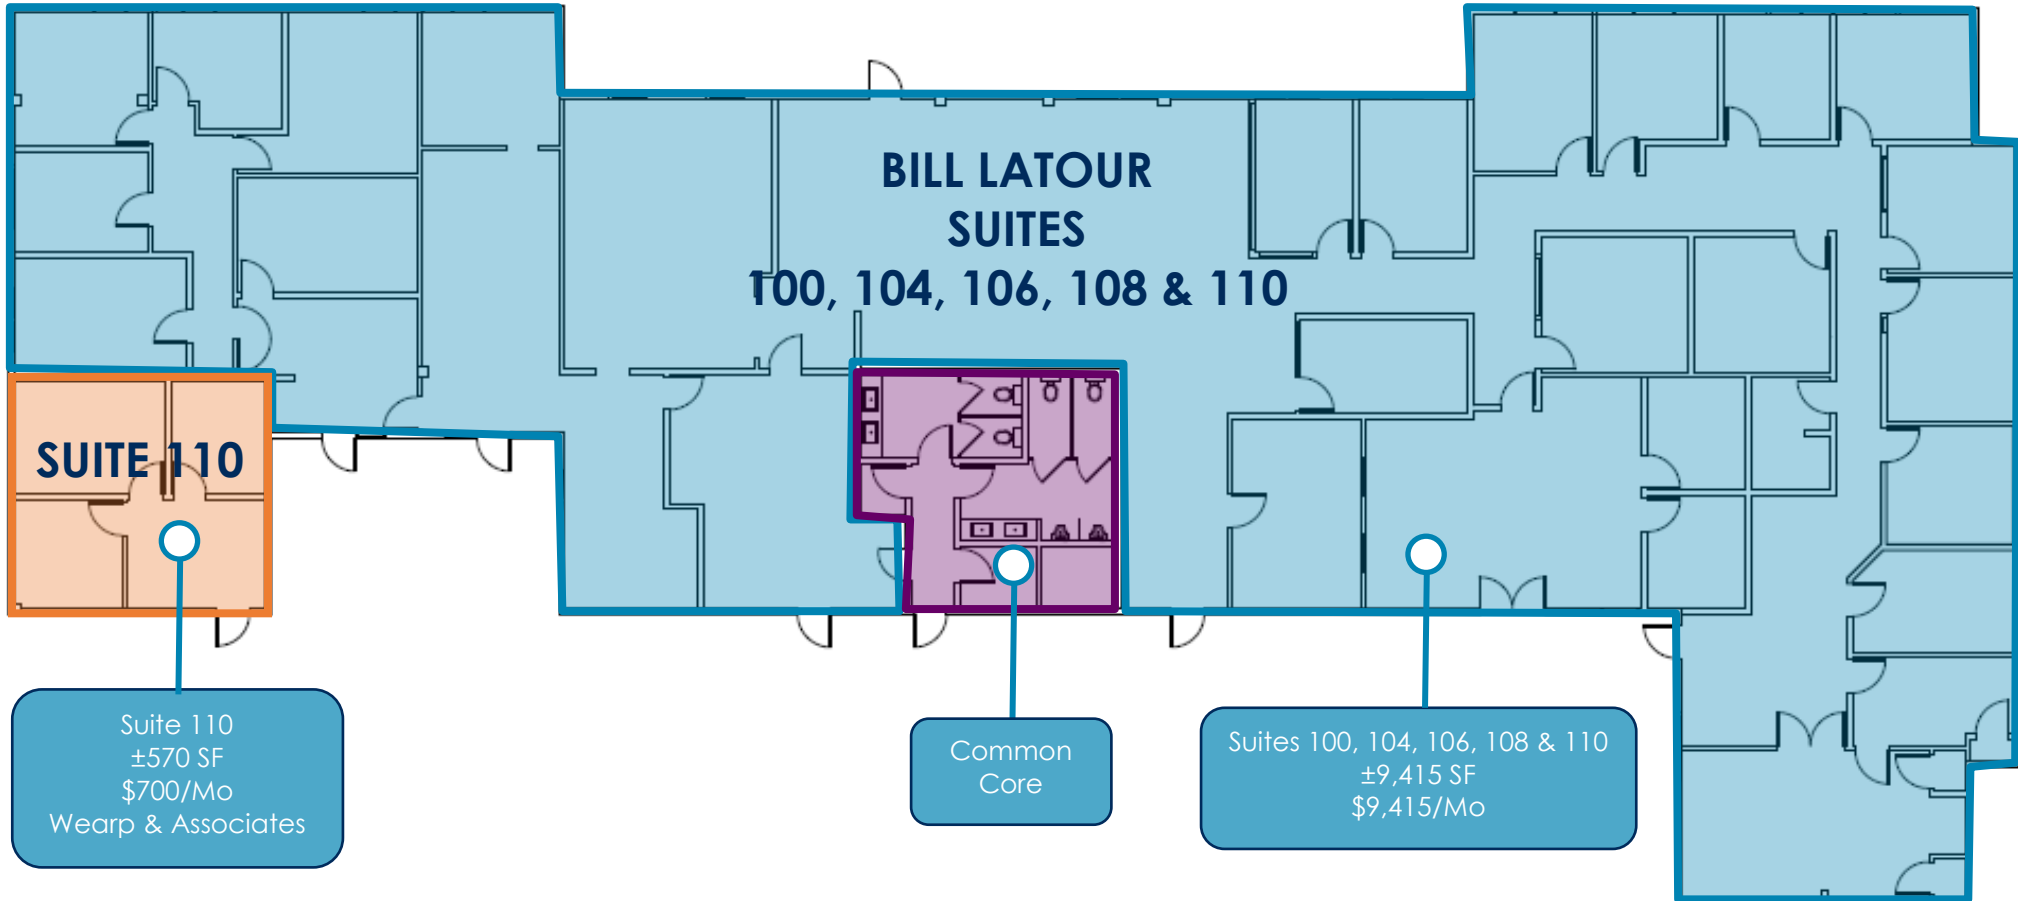 BILL LATOUR
SUITES
100, 104, 106, 108 & 110
SUITE 110
Suite 110
±570 SF
$700/Mo
Wearp & Associates
Common
Core
Suites 100, 104, 106, 108 & 110
±9,415 SF
$9,415/Mo